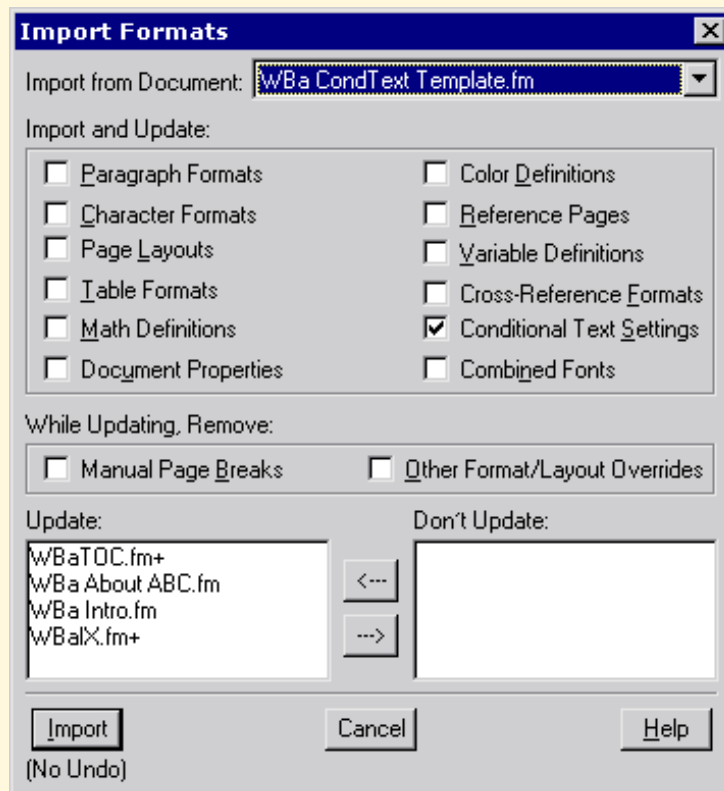 Import Formats
Import from Document: WBa CondText Template.fm
Import and Update:
Paragraph Formats
Character Formats
Page Layouts
Table Formats
Math Definitions
Document Properties
Color Definitions
Reference Pages
Variable Definitions
Cross-Reference Formats
Conditional Text Settings
Combined Fonts
While Updating, Remove:
Manual Page Breaks
Other Format/Layout Overrides
Update:
WBaTOC.fm+
WBa About ABC.fm
WBa Intro.fm
WBaIX.fm+
<---
--->
Don't Update:
Import
Cancel
Help
(No Undo)